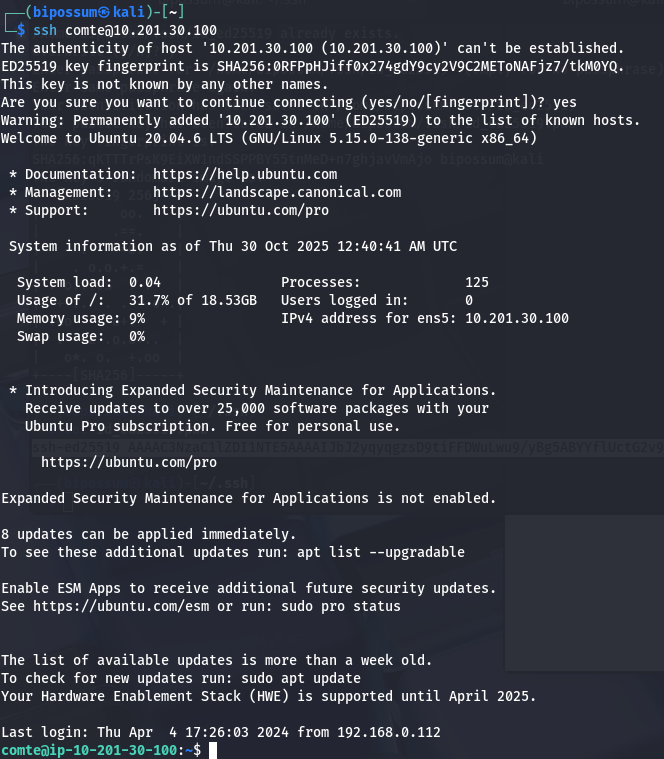 ┌──(bipossum㉿kali)-[~]
└─$ ssh comte@10.201.30.100
The authenticity of host '10.201.30.100 (10.201.30.100)' can't be established.
ED25519 key fingerprint is SHA256:0RFPpHJiff0x274gdY9cy2V9C2METoNAFjz7/tkM0YQ.
This key is not known by any other names.
Are you sure you want to continue connecting (yes/no/[fingerprint])? yes
Warning: Permanently added '10.201.30.100' (ED25519) to the list of known hosts.
Welcome to Ubuntu 20.04.6 LTS (GNU/Linux 5.15.0-138-generic x86_64)
* Documentation: https://help.ubuntu.com
* Management: https://landscape.canonical.com
* Support: https://ubuntu.com/pro
System information as of Thu 30 Oct 2025 12:40:41 AM UTC
System load: 0.04 Processes: 125
Usage of /: 31.7% of 18.53GB Users logged in: 0
Memory usage: 9% IPv4 address for ens5: 10.201.30.100
Swap usage: 0%
* Introducing Expanded Security Maintenance for Applications.
Receive updates to over 25,000 software packages with your
Ubuntu Pro subscription. Free for personal use.
https://ubuntu.com/pro
Expanded Security Maintenance for Applications is not enabled.
8 updates can be applied immediately.
To see these additional updates run: apt list --upgradable
Enable ESM Apps to receive additional future security updates.
See https://ubuntu.com/esm or run: sudo pro status
The list of available updates is more than a week old.
To check for new updates run: sudo apt update
Your Hardware Enablement Stack (HWE) is supported until April 2025.
Last login: Thu Apr  4 17:26:03 2024 from 192.168.0.112
comte@ip-10-201-30-100:~$